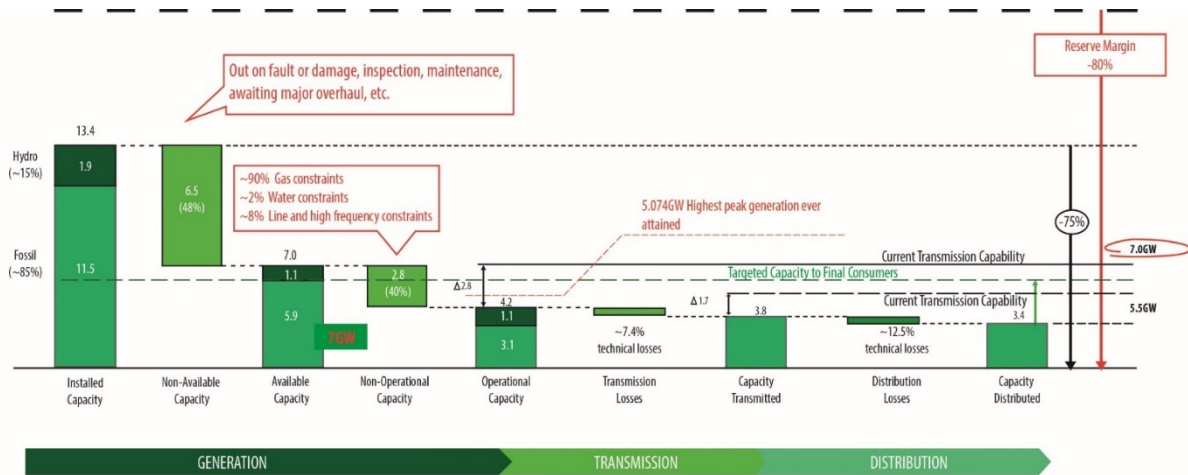 Reserve Margin
-80%
Out on fault or damage, inspection, maintenance,
awaiting major overhaul, etc.
13.4
Hydro
(~15%)
1.9
6.5
(48%)
~90% Gas constraints
~2% Water constraints
~8% Line and high frequency constraints
5.074GW Highest peak generation ever
attained
-75%
7.0GW
Fossil
(~85%)
11.5
7.0
1.1
2.8
(40%)
Current Transmission Capability
Targeted Capacity to Final Consumers
Δ2.8
4.2
Δ 1.7
Current Transmission Capability
5.5GW
5.9
7GW
1.1
3.1
3.8
3.4
~7.4%
technical losses
~12.5%
technical losses
Installed
Capacity
Non-Available
Capacity
Available
Capacity
Non-Operational
Capacity
Operational
Capacity
Transmission
Losses
Capacity
Transmitted
Distribution
Losses
Capacity
Distributed
GENERATION
TRANSMISSION
DISTRIBUTION